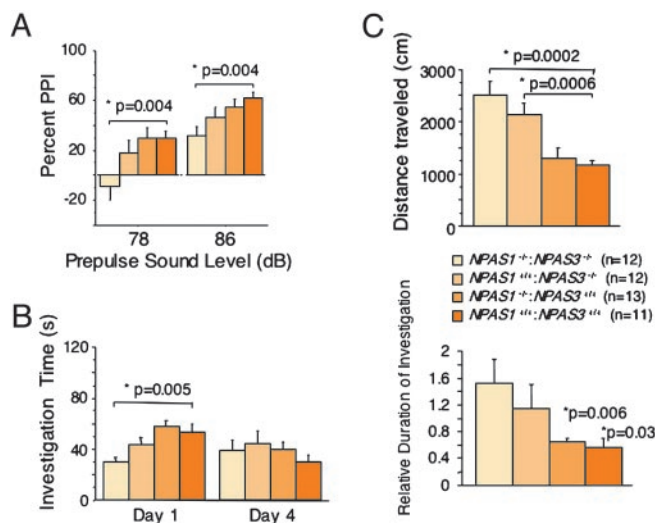 A
Percent PPI
100
60
20
-20
* p=0.004
* p=0.004
78
86
Prepulse Sound Level (dB)
B
Investigation Time (s)
120
80
40
0
* p=0.005
Day 1
Day 4
C
Distance traveled (cm)
3000
2000
1000
0
* p=0.0002
* p=0.0006
NPAS1 -/-:NPAS3 -/- (n=12)
NPAS1 +/+:NPAS3 -/- (n=12)
NPAS1 -/-:NPAS3 +/+ (n=13)
NPAS1 +/+:NPAS3 +/+ (n=11)
Relative Duration of Investigation
2
1.6
1.2
0.8
0.4
0
*p=0.006
*p=0.03